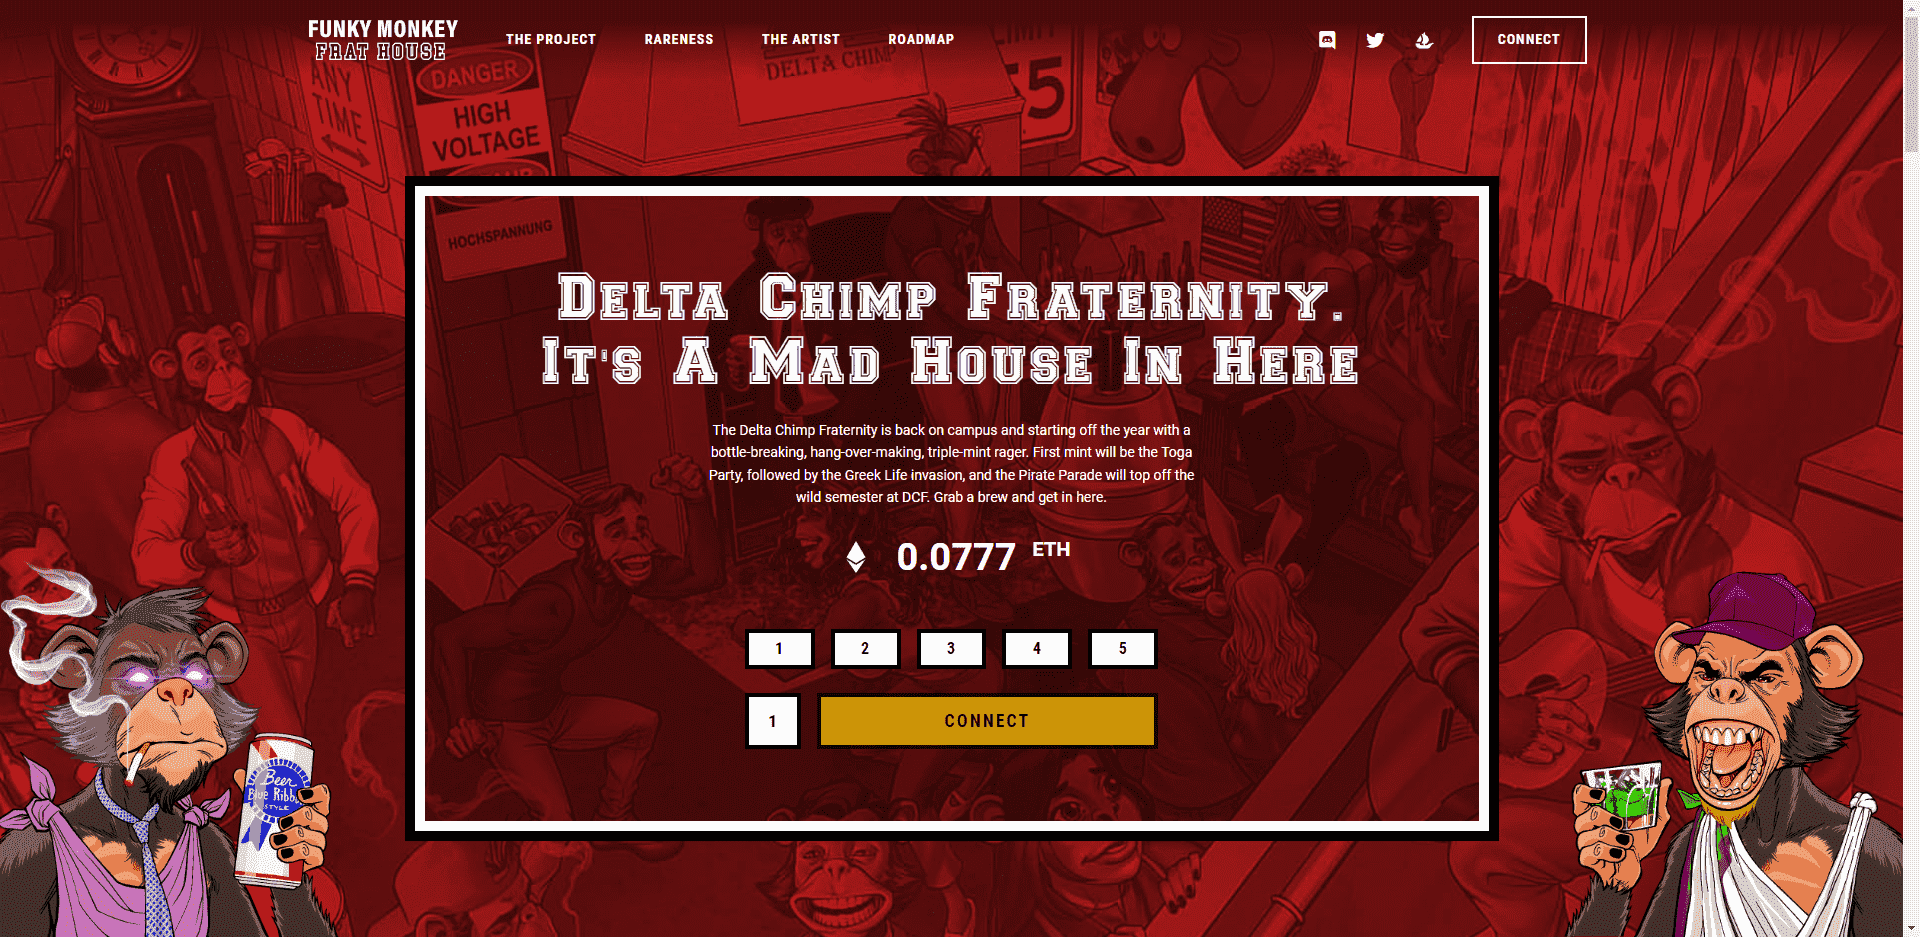 FUNKY MONKEY
FRAT HOUSE
THE PROJECT
RARENESS
THE ARTIST
ROADMAP
CONNECT
ANY
TIME
DANGER
HIGH
VOLTAGE
DELTA CHIMP
55
HOCHSPANNUNG
Delta Chimp Fraternity.
It's A Mad House In Here
The Delta Chimp Fraternity is back on campus and starting off the year with a
bottle-breaking, hang-over-making, triple-mint rager. First mint will be the Toga
Party, followed by the Greek Life invasion, and the Pirate Parade will top off the
wild semester at DCF. Grab a brew and get in here.
0.0777 ETH
1 2 3 4 5
1 CONNECT
Beer
Blue Ribb
STYLE